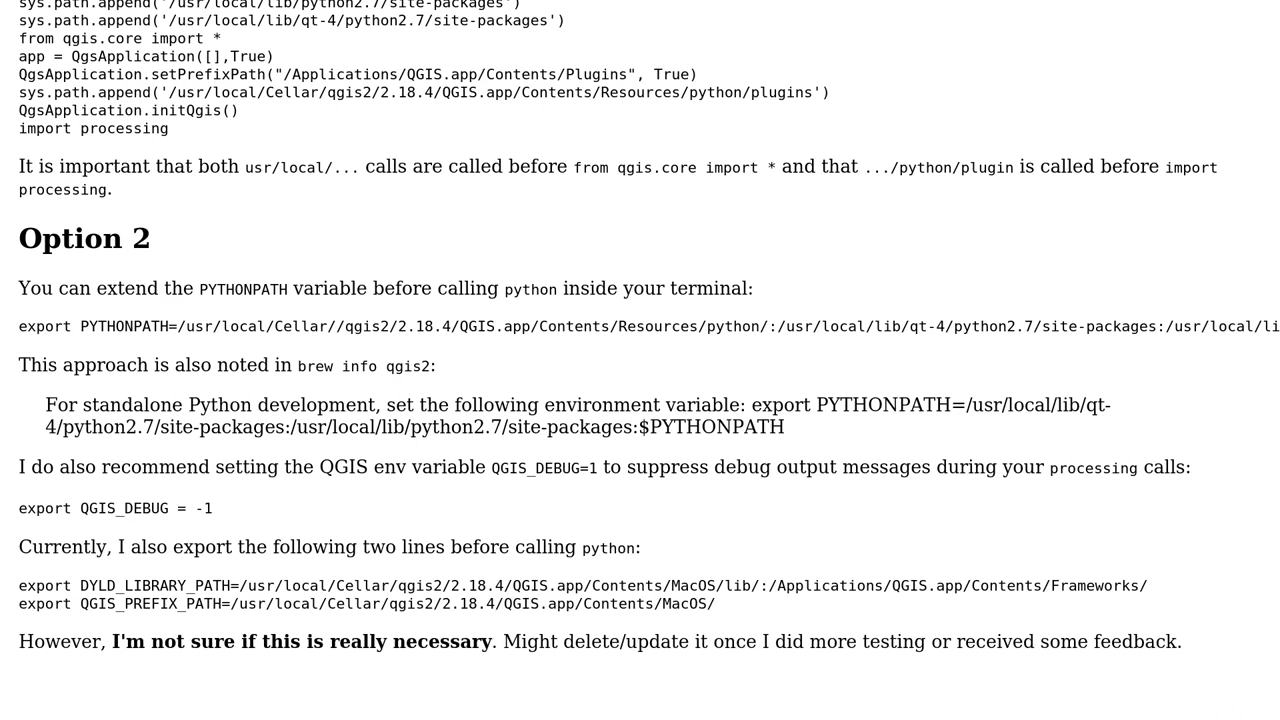 sys.path.append('/usr/local/lib/python2.7/site-packages')
sys.path.append('/usr/local/lib/qt-4/python2.7/site-packages')
from qgis.core import *
app = QgsApplication([],True)
QgsApplication.setPrefixPath("/Applications/QGIS.app/Contents/Plugins", True)
sys.path.append('/usr/local/Cellar/qgis2/2.18.4/QGIS.app/Contents/Resources/python/plugins')
QgsApplication.initQgis()
import processing
It is important that both usr/local/... calls are called before from qgis.core import * and that .../python/plugin is called before import
processing.
Option 2
You can extend the PYTHONPATH variable before calling python inside your terminal:
export PYTHONPATH=/usr/local/Cellar//qgis2/2.18.4/QGIS.app/Contents/Resources/python/:/usr/local/lib/qt-4/python2.7/site-packages:/usr/local/li
This approach is also noted in brew info qgis2:
For standalone Python development, set the following environment variable: export PYTHONPATH=/usr/local/lib/qt-
4/python2.7/site-packages:/usr/local/lib/python2.7/site-packages:$PYTHONPATH
I do also recommend setting the QGIS env variable QGIS_DEBUG=1 to suppress debug output messages during your processing calls:
export QGIS_DEBUG = -1
Currently, I also export the following two lines before calling python:
export DYLD_LIBRARY_PATH=/usr/local/Cellar/qgis2/2.18.4/QGIS.app/Contents/MacOS/lib/:/Applications/QGIS.app/Contents/Frameworks/
export QGIS_PREFIX_PATH=/usr/local/Cellar/qgis2/2.18.4/QGIS.app/Contents/MacOS/
However, I'm not sure if this is really necessary. Might delete/update it once I did more testing or received some feedback.